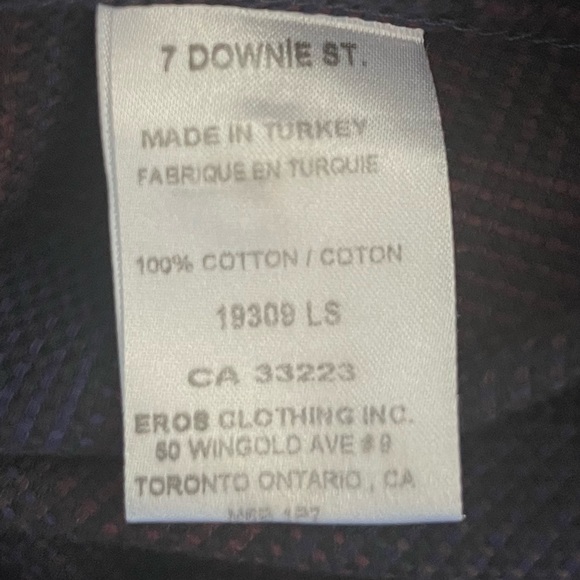 7 DOWNIE ST.
MADE IN TURKEY
FABRIQUE EN TURQUIE
100% COTTON / COTON
19309 LS
CA 33223
EROS CLOTHING INC.
50 WINGOLD AVE # 9
TORONTO ONTARIO , CA